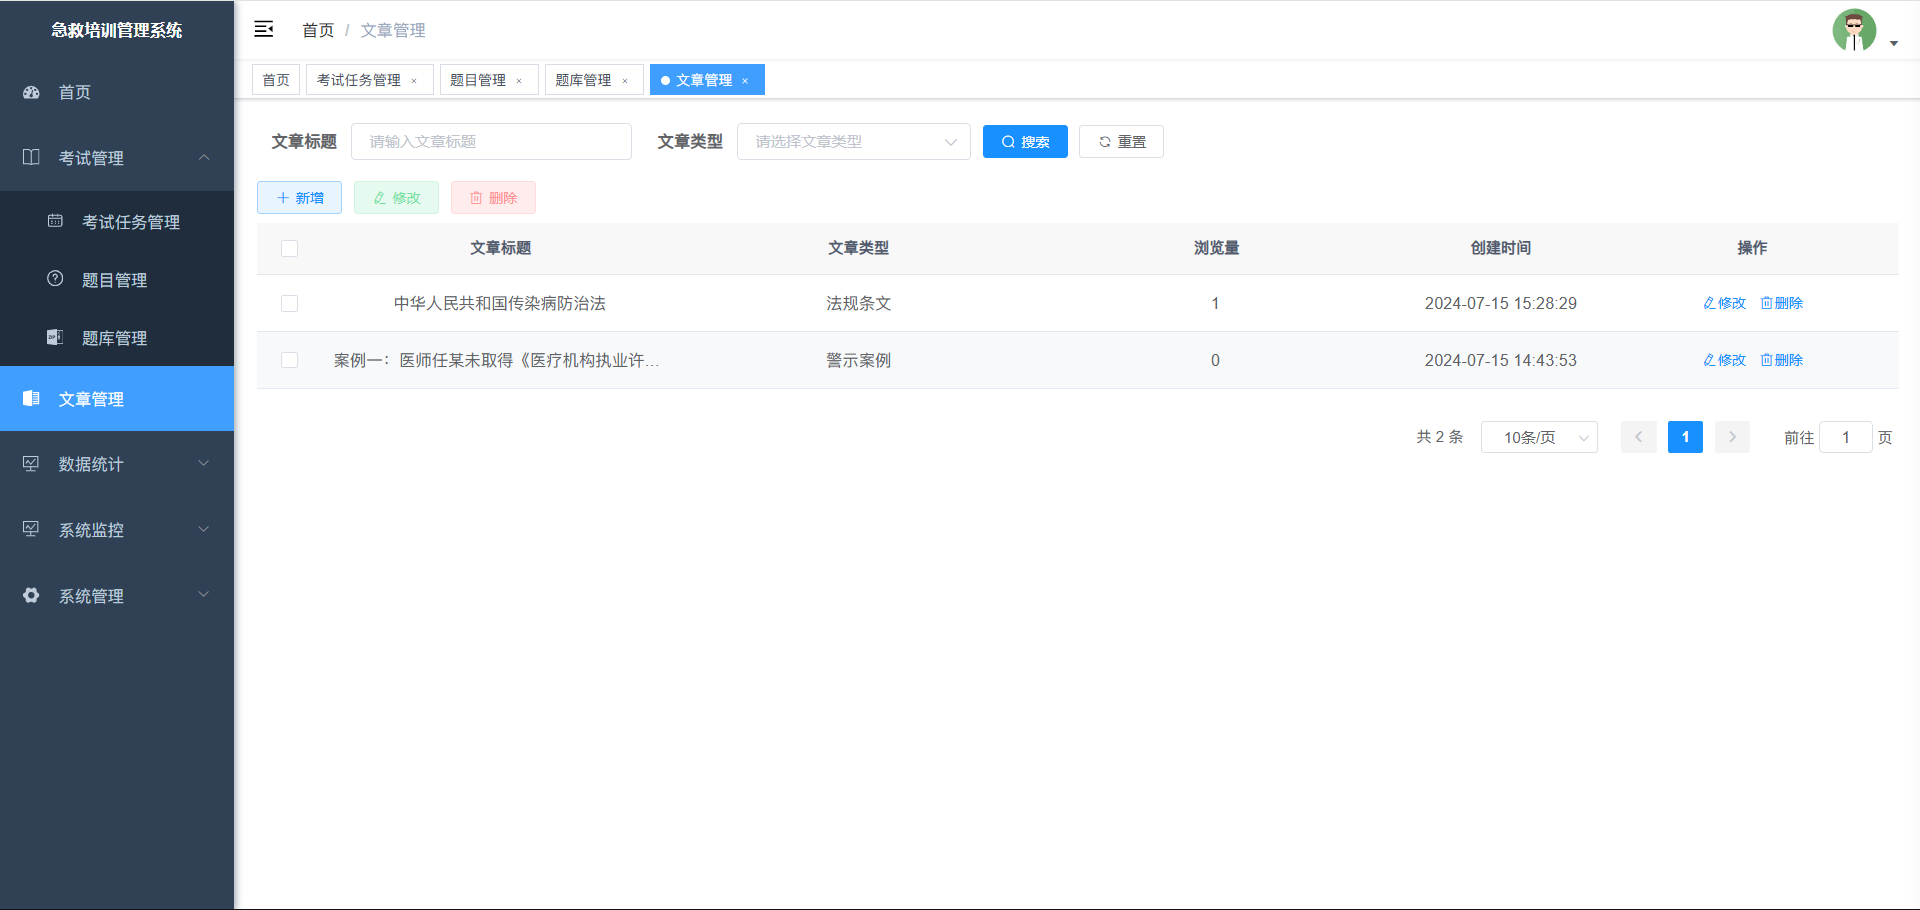 急救培训管理系统
首页
考试管理
考试任务管理
题目管理
题库管理
文章管理
数据统计
系统监控
系统管理
首页 / 文章管理
首页 考试任务管理 × 题目管理 × 题库管理 × 文章管理 ×
文章标题 请输入文章标题 文章类型 请选择文章类型 搜索 重置
新增 修改 删除
文章标题 文章类型 浏览量 创建时间 操作
中华人民共和国传染病防治法 法规条文 1 2024-07-15 15:28:29 修改 删除
案例一：医师任某未取得《医疗机构执业许... 警示案例 0 2024-07-15 14:43:53 修改 删除
共 2 条 10条/页 1 前往 1 页